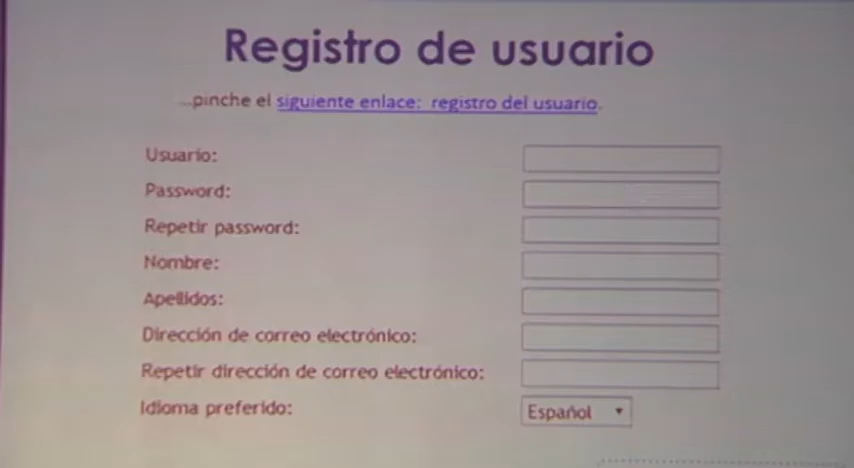 Registro de usuario
...pinche el siguiente enlace: registro del usuario.
Usuario:
Password:
Repetir password:
Nombre:
Apellidos:
Dirección de correo electrónico:
Repetir dirección de correo electrónico:
Idioma preferido: Español